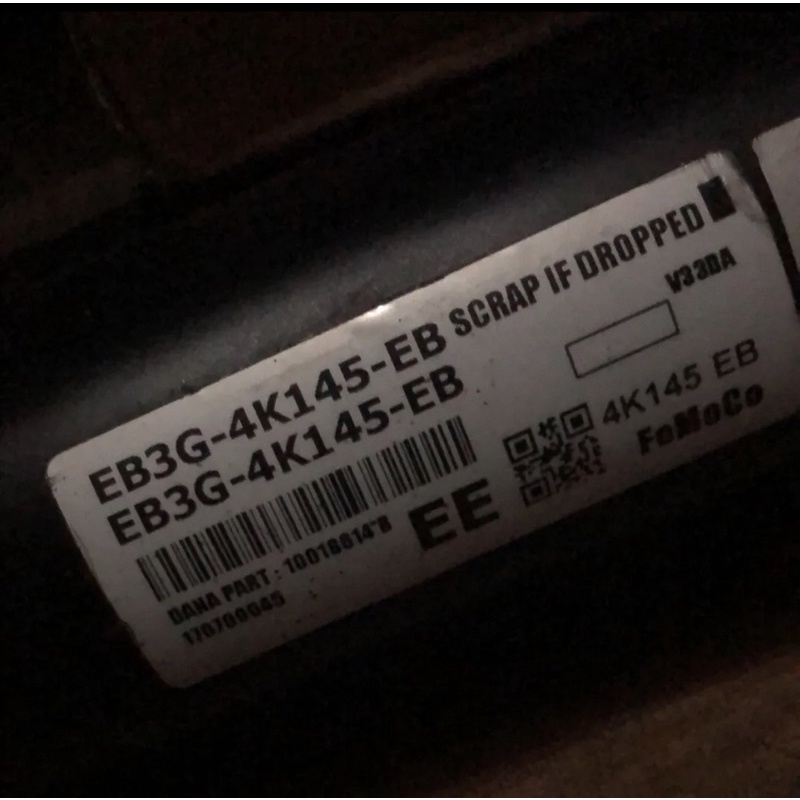 EB3G-4K145-EB SCRAP IF DROPPED
EB3G-4K145-EB
V33DA
4K145 EB
FoMoCo
EE
DANA PART : 10018614*B
170709045